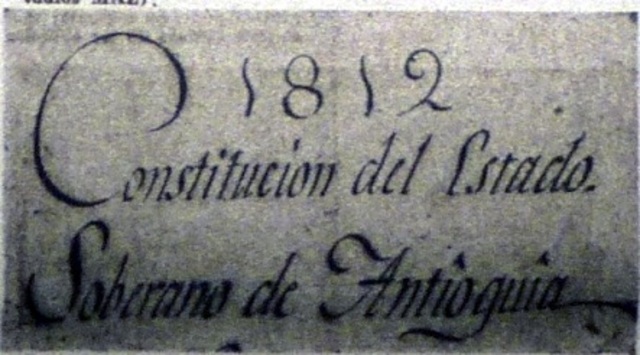 1812
Constitucion del Estado.
Soberano de Antioquia